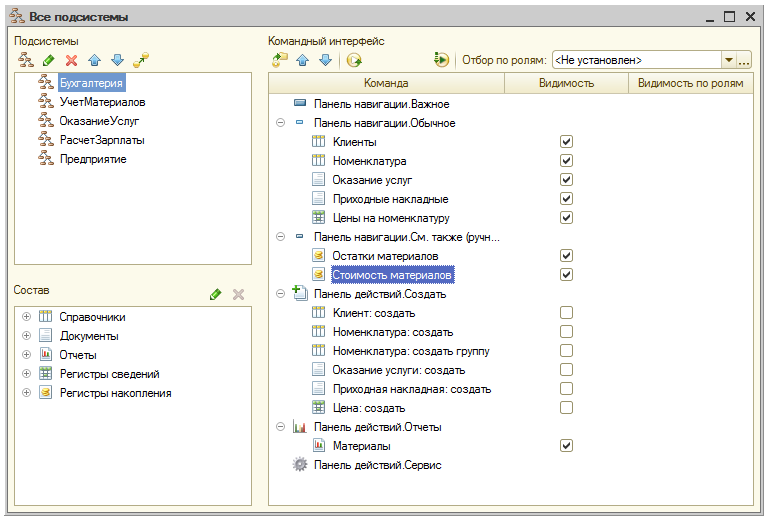 Все подсистемы
Подсистемы
Бухгалтерия
УчетМатериалов
ОказаниеУслуг
РасчетЗарплаты
Предприятие
Состав
Справочники
Документы
Отчеты
Регистры сведений
Регистры накопления
Командный интерфейс
Отбор по ролям: <Не установлен> ...
Команда Видимость Видимость по ролям
Панель навигации.Важное
Панель навигации.Обычное
Клиенты
Номенклатура
Оказание услуг
Приходные накладные
Цены на номенклатуру
Панель навигации.См. также (ручн...
Остатки материалов
Стоимость материалов
Панель действий.Создать
Клиент: создать
Номенклатура: создать
Номенклатура: создать группу
Оказание услуги: создать
Приходная накладная: создать
Цена: создать
Панель действий.Отчеты
Материалы
Панель действий.Сервис